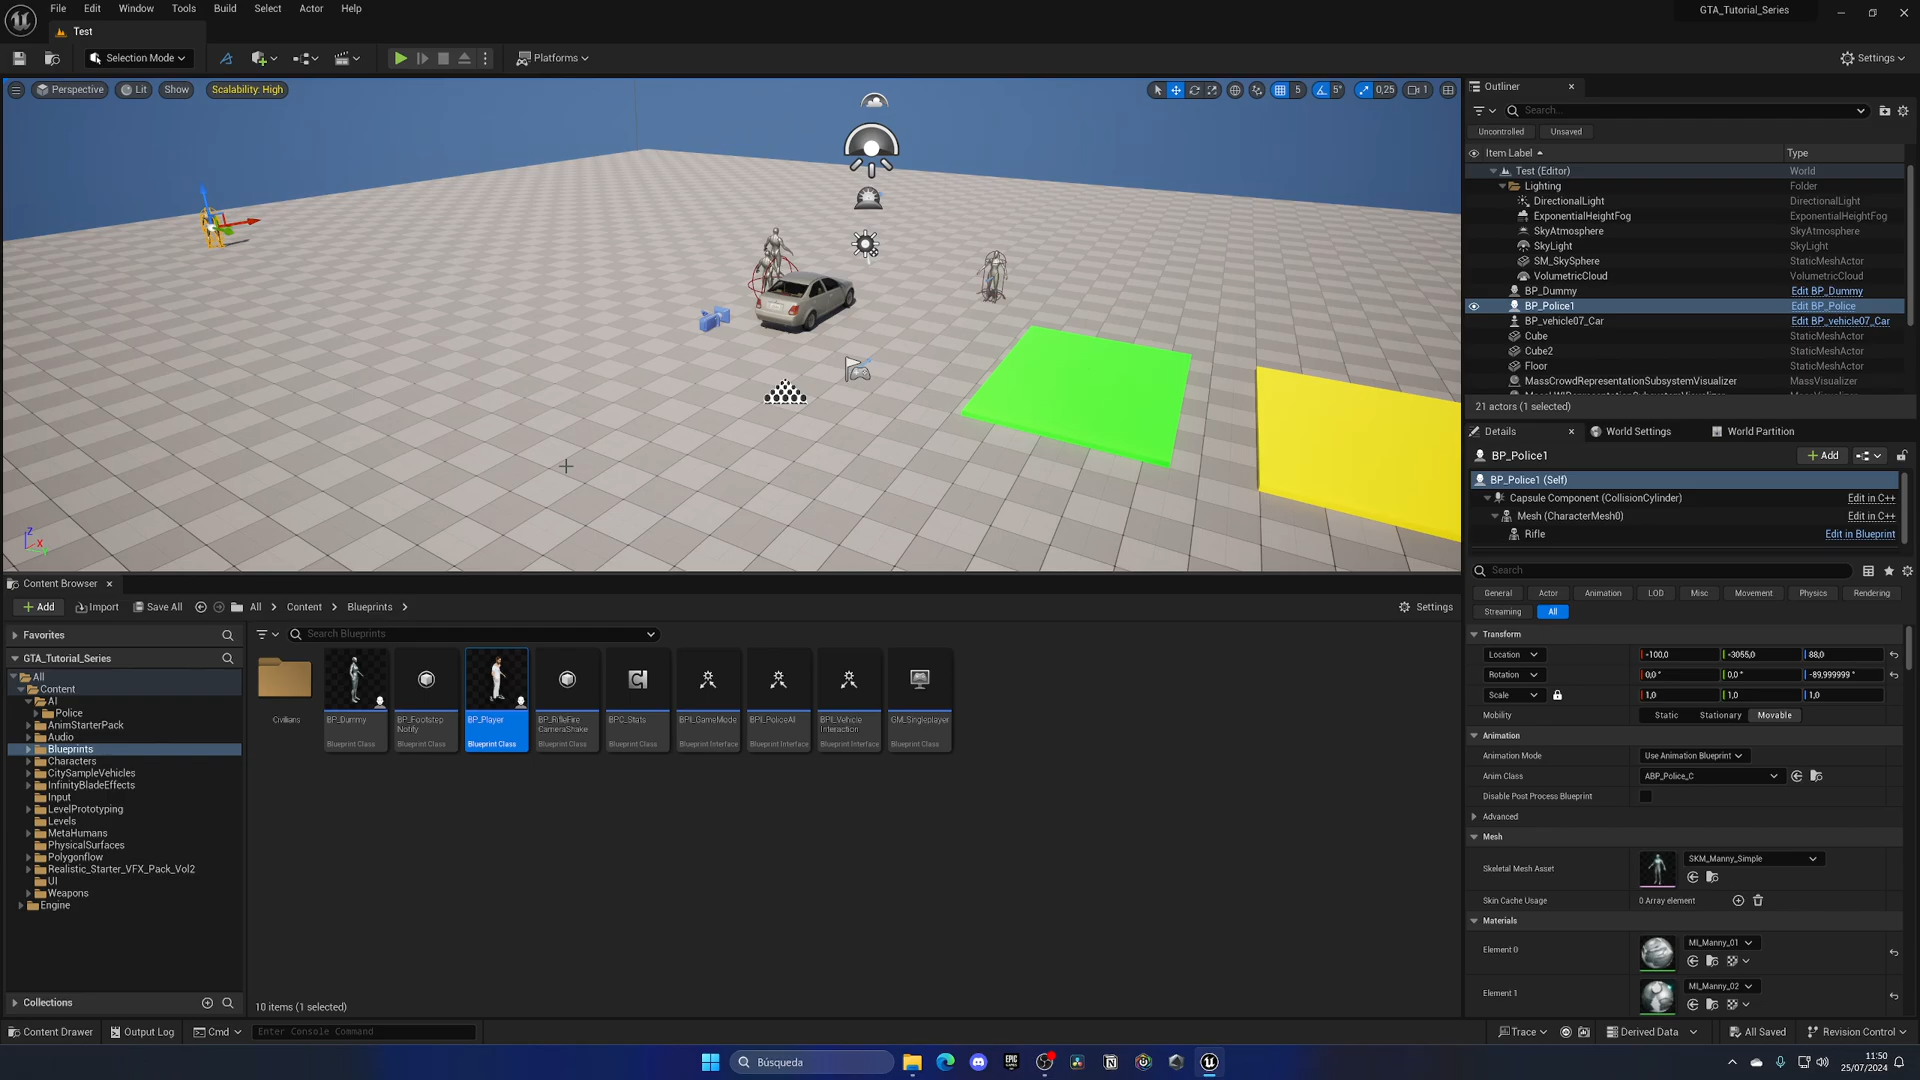 File Edit Window Tools Build Select Actor Help
GTA_Tutorial_Series
Test
Selection Mode
Platforms
Settings
Perspective Lit Show Scalability: High
5 5° 0,25 1
Outliner
Search...
Uncontrolled Unsaved
Item Label Type
Test (Editor) World
Lighting Folder
DirectionalLight DirectionalLight
ExponentialHeightFog ExponentialHeightFog
SkyAtmosphere SkyAtmosphere
SkyLight SkyLight
SM_SkySphere StaticMeshActor
VolumetricCloud VolumetricCloud
BP_Dummy Edit BP_Dummy
BP_Police1 Edit BP_Police
BP_vehicle07_Car Edit BP_vehicle07_Car
Cube StaticMeshActor
Cube2 StaticMeshActor
Floor StaticMeshActor
MassCrowdRepresentationSubsystemVisualizer MassVisualizer
21 actors (1 selected)
Details World Settings World Partition
BP_Police1 Add
BP_Police1 (Self)
Capsule Component (CollisionCylinder) Edit in C++
Mesh (CharacterMesh0) Edit in C++
Rifle Edit in Blueprint
Search
General Actor Animation LOD Misc Movement Physics Rendering
Streaming All
Transform
Location -100,0 -3055,0 88,0
Rotation 0,0 ° 0,0 ° -89,999999 °
Scale 1,0 1,0 1,0
Mobility Static Stationary Movable
Animation
Animation Mode Use Animation Blueprint
Anim Class ABP_Police_C
Disable Post Process Blueprint
Advanced
Mesh
Skeletal Mesh Asset SKM_Manny_Simple
Skin Cache Usage 0 Array element
Materials
Element 0 MI_Manny_01
Element 1 MI_Manny_02
Z
X
Content Browser
Add Import Save All All Content Blueprints Settings
Favorites
Search Blueprints
GTA_Tutorial_Series
All
Content
AI
Police
AnimStarterPack
Audio
Blueprints
Characters
CitySampleVehicles
InfinityBladeEffects
Input
LevelPrototyping
Levels
MetaHumans
PhysicalSurfaces
Polygonflow
Realistic_Starter_VFX_Pack_Vol2
UI
Weapons
Engine
Collections
Civilians
BP_Dummy
Blueprint Class
BP_Footstep
Notify
Blueprint Class
BP_Player
Blueprint Class
BP_RifleFire
CameraShake
Blueprint Class
BPC_Stats
Blueprint Class
BPI_GameMode
Blueprint Interface
BPI_PoliceAI
Blueprint Interface
BPI_Vehicle
Interaction
Blueprint Interface
GM_Singleplayer
Blueprint Class
10 items (1 selected)
Content Drawer Output Log Cmd Enter Console Command
Trace Derived Data All Saved Revision Control
Búsqueda
EPIC
GAMES
11:50
25/07/2024